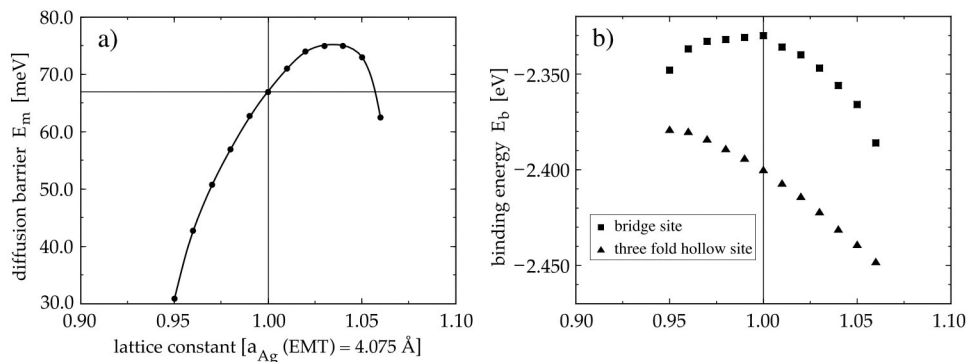 a)
80.0
70.0
60.0
50.0
40.0
30.0
diffusion barrier E_m [meV]
0.90
0.95
1.00
1.05
1.10
lattice constant [a_Ag (EMT) = 4.075 Å]
b)
−2.350
−2.400
−2.450
binding energy E_b [eV]
bridge site
three fold hollow site
0.90
0.95
1.00
1.05
1.10